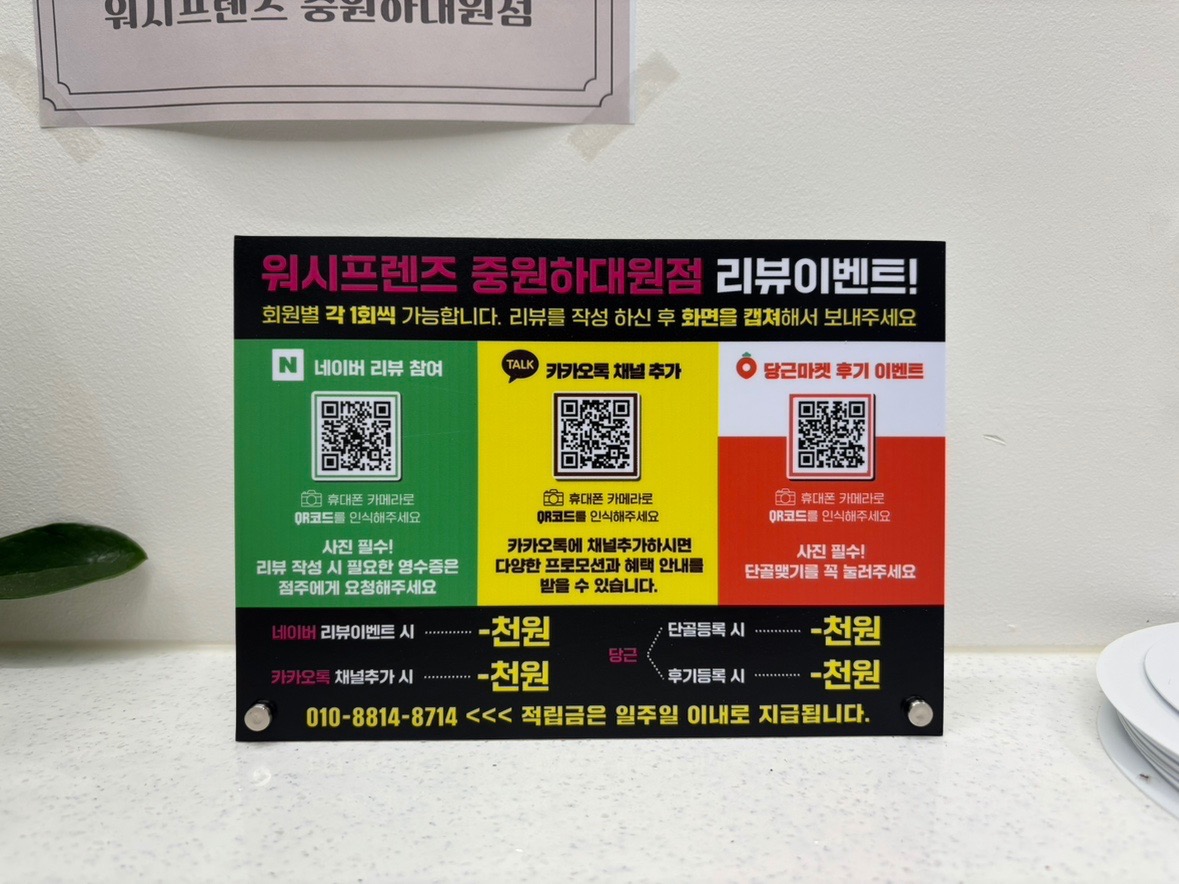 워시프렌즈 중원하대원점
워시프렌즈 중원하대원점 리뷰이벤트!
회원별 각 1회씩 가능합니다. 리뷰를 작성 하신 후 화면을 캡쳐해서 보내주세요
N 네이버 리뷰 참여
휴대폰 카메라로
QR코드를 인식해주세요
사진 필수!
리뷰 작성 시 필요한 영수증은
점주에게 요청해주세요
TALK 카카오톡 채널 추가
휴대폰 카메라로
QR코드를 인식해주세요
카카오톡에 채널추가하시면
다양한 프로모션과 혜택 안내를
받을 수 있습니다.
당근마켓 후기 이벤트
휴대폰 카메라로
QR코드를 인식해주세요
사진 필수!
단골맺기를 꼭 눌러주세요
네이버 리뷰이벤트 시 ·········· -천원
카카오톡 채널추가 시 ·········· -천원
당근
단골등록 시 ·········· -천원
후기등록 시 ·········· -천원
010-8814-8714 <<< 적립금은 일주일 이내로 지급됩니다.